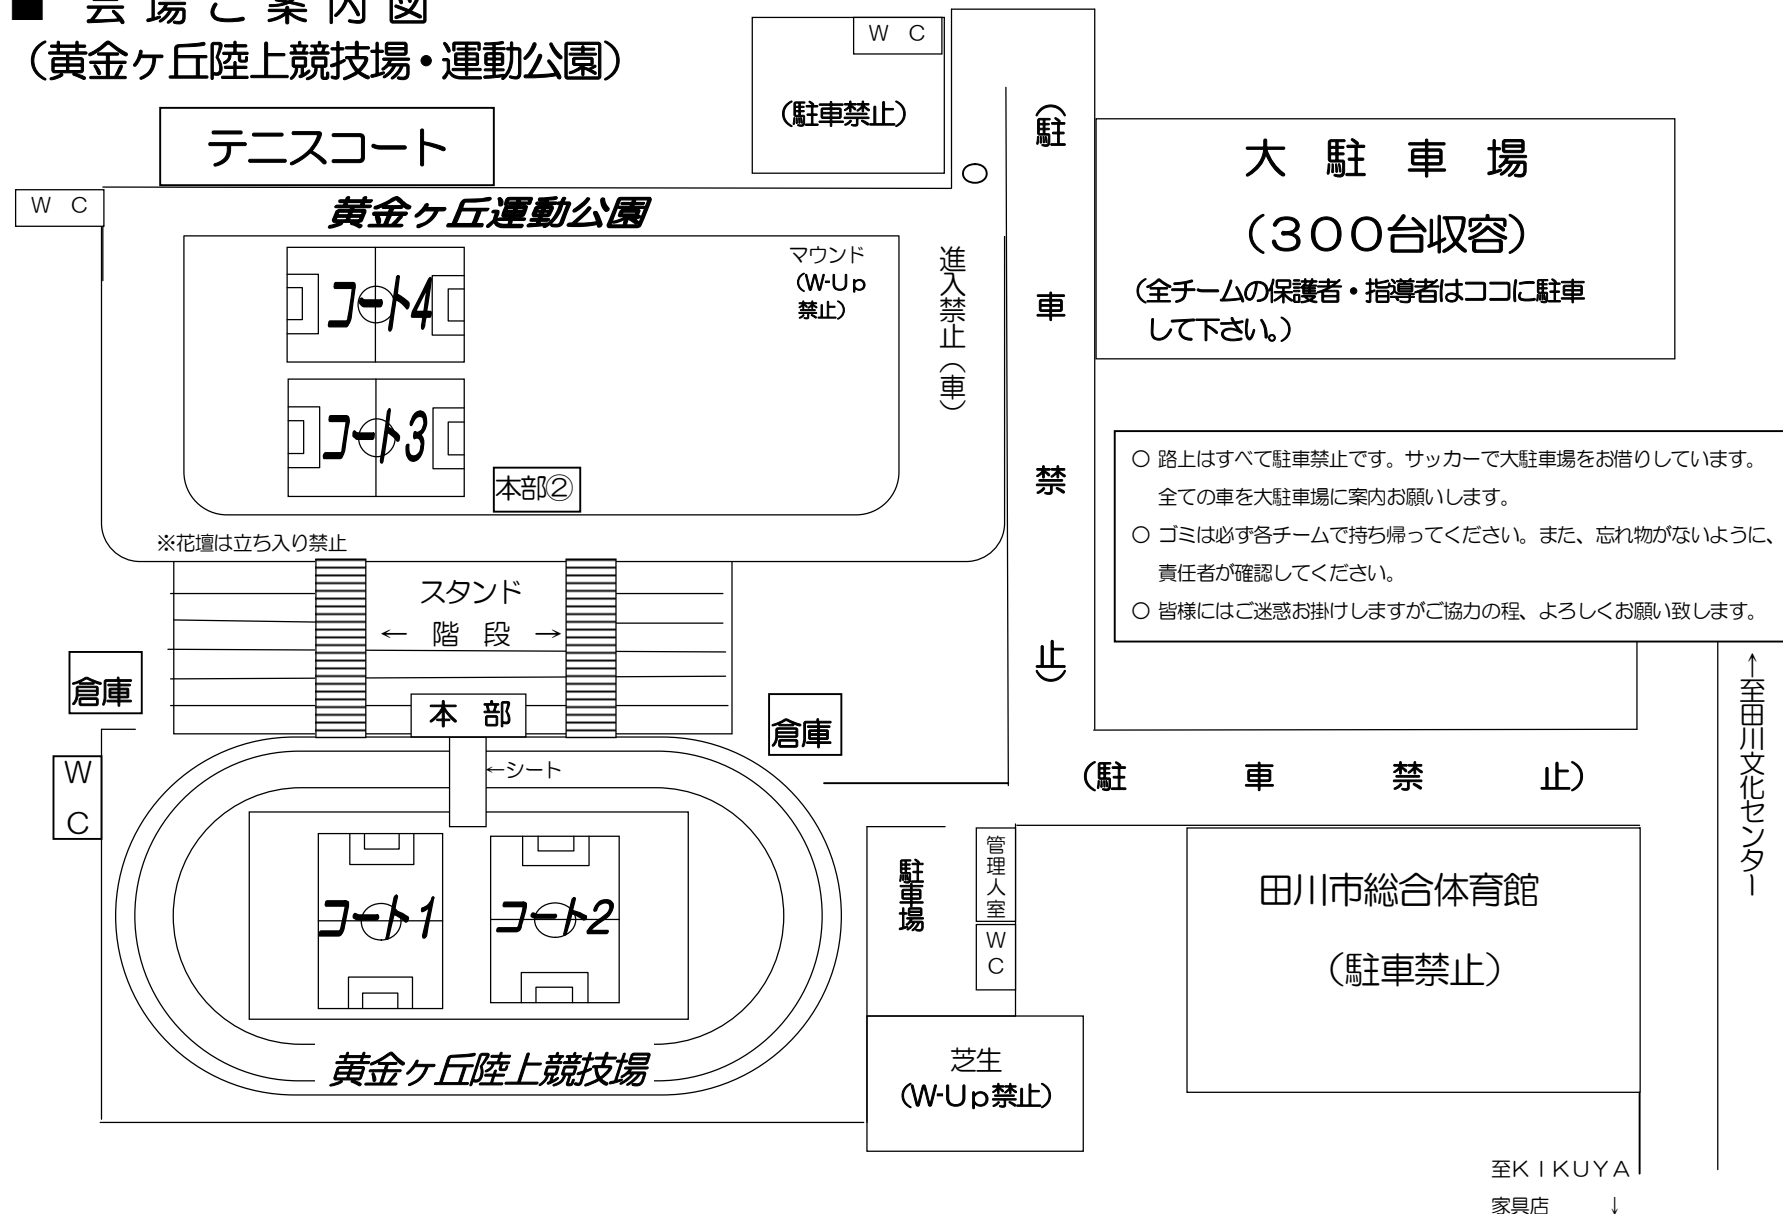 ■ 会場ご案内図
（黄金ヶ丘陸上競技場・運動公園）
ＷＣ
（駐車禁止）
テニスコート
ＷＣ
黄金ヶ丘運動公園
コート4
マウンド
（W-Up
禁止）
進入禁止（車）
（駐車禁止）
大駐車場
（３００台収容）
（全チームの保護者・指導者はココに駐車
して下さい。）
コート3
本部②
※花壇は立ち入り禁止
○ 路上はすべて駐車禁止です。サッカーで大駐車場をお借りしています。
全ての車を大駐車場に案内お願いします。
○ ゴミは必ず各チームで持ち帰ってください。また、忘れ物がないように、
責任者が確認してください。
○ 皆様にはご迷惑お掛けしますがご協力の程、よろしくお願い致します。
スタンド
← 階段 →
倉庫
本部
倉庫
←シート
ＷＣ
（駐車禁止）
←至田川文化センター
コート1
コート2
駐車場
管理人室
ＷＣ
田川市総合体育館
（駐車禁止）
黄金ヶ丘陸上競技場
芝生
（W-Up禁止）
至ＫＩＫＵＹＡ
家具店 ↓